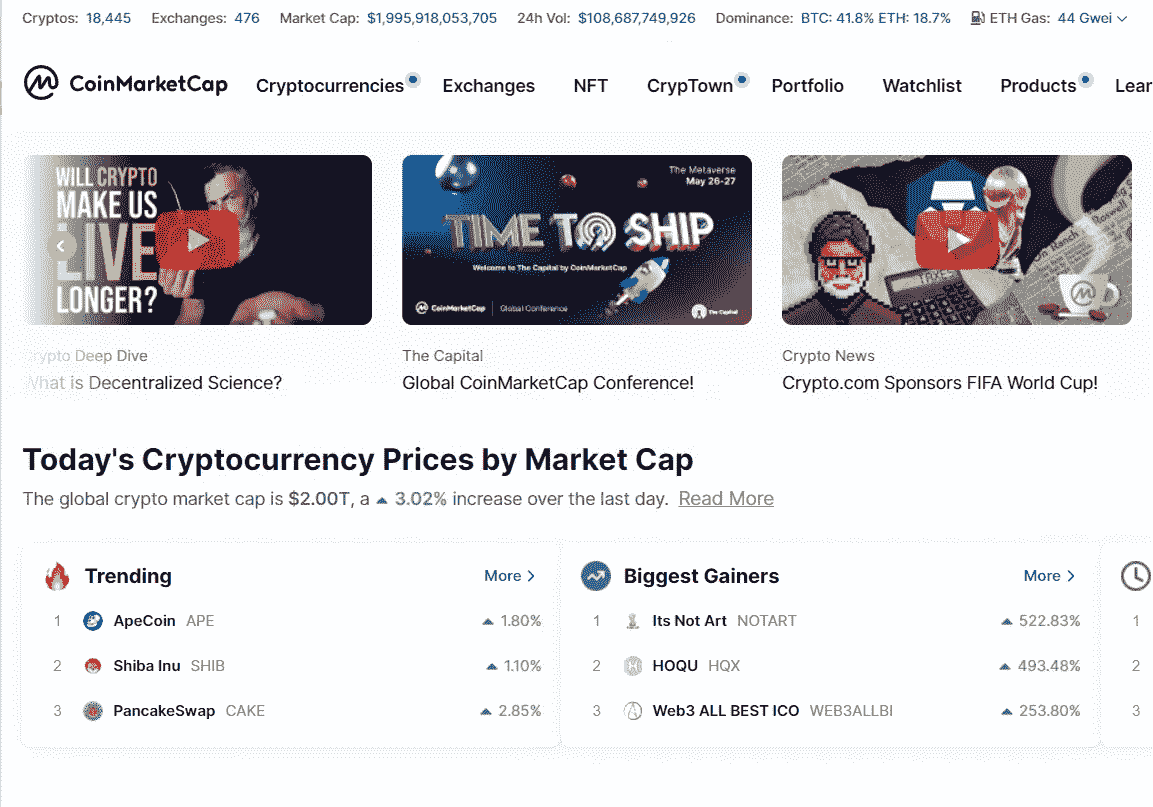 Cryptos: 18,445 Exchanges: 476 Market Cap: $1,995,918,053,705 24h Vol: $108,687,749,926 Dominance: BTC: 41.8% ETH: 18.7% ETH Gas: 44 Gwei
CoinMarketCap Cryptocurrencies Exchanges NFT CrypTown Portfolio Watchlist Products Lear
WILL CRYPTO
MAKE US
LIVE
LONGER?
The Metaverse
May 26-27
TIME TO SHIP
Welcome to The Capital by CoinMarketCap
CoinMarketCap Global Conference
The Capital
Crypto Deep Dive
What is Decentralized Science?
The Capital
Global CoinMarketCap Conference!
Crypto News
Crypto.com Sponsors FIFA World Cup!
Today's Cryptocurrency Prices by Market Cap
The global crypto market cap is $2.00T, a 3.02% increase over the last day. Read More
Trending More
1 ApeCoin APE 1.80%
2 Shiba Inu SHIB 1.10%
3 PancakeSwap CAKE 2.85%
Biggest Gainers More
1 Its Not Art NOTART 522.83%
2 HOQU HQX 493.48%
3 Web3 ALL BEST ICO WEB3ALLBI 253.80%
1
2
3